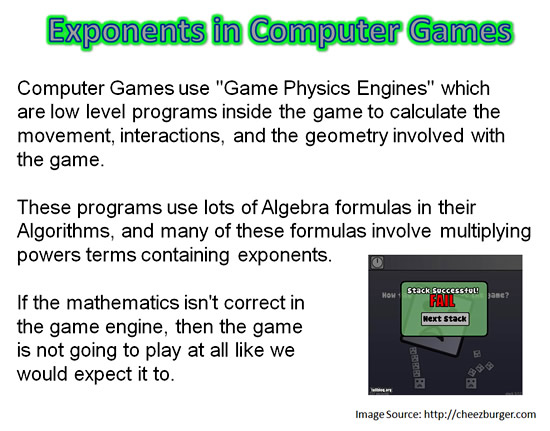 Exponents in Computer Games
Computer Games use "Game Physics Engines" which
are low level programs inside the game to calculate the
movement, interactions, and the geometry involved with
the game.
These programs use lots of Algebra formulas in their
Algorithms, and many of these formulas involve multiplying
powers terms containing exponents.
If the mathematics isn't correct in
the game engine, then the game
is not going to play at all like we
would expect it to.
Stack Successful!
How game?
FAIL
Next Stack
failblog.org
Image Source: http://cheezburger.com